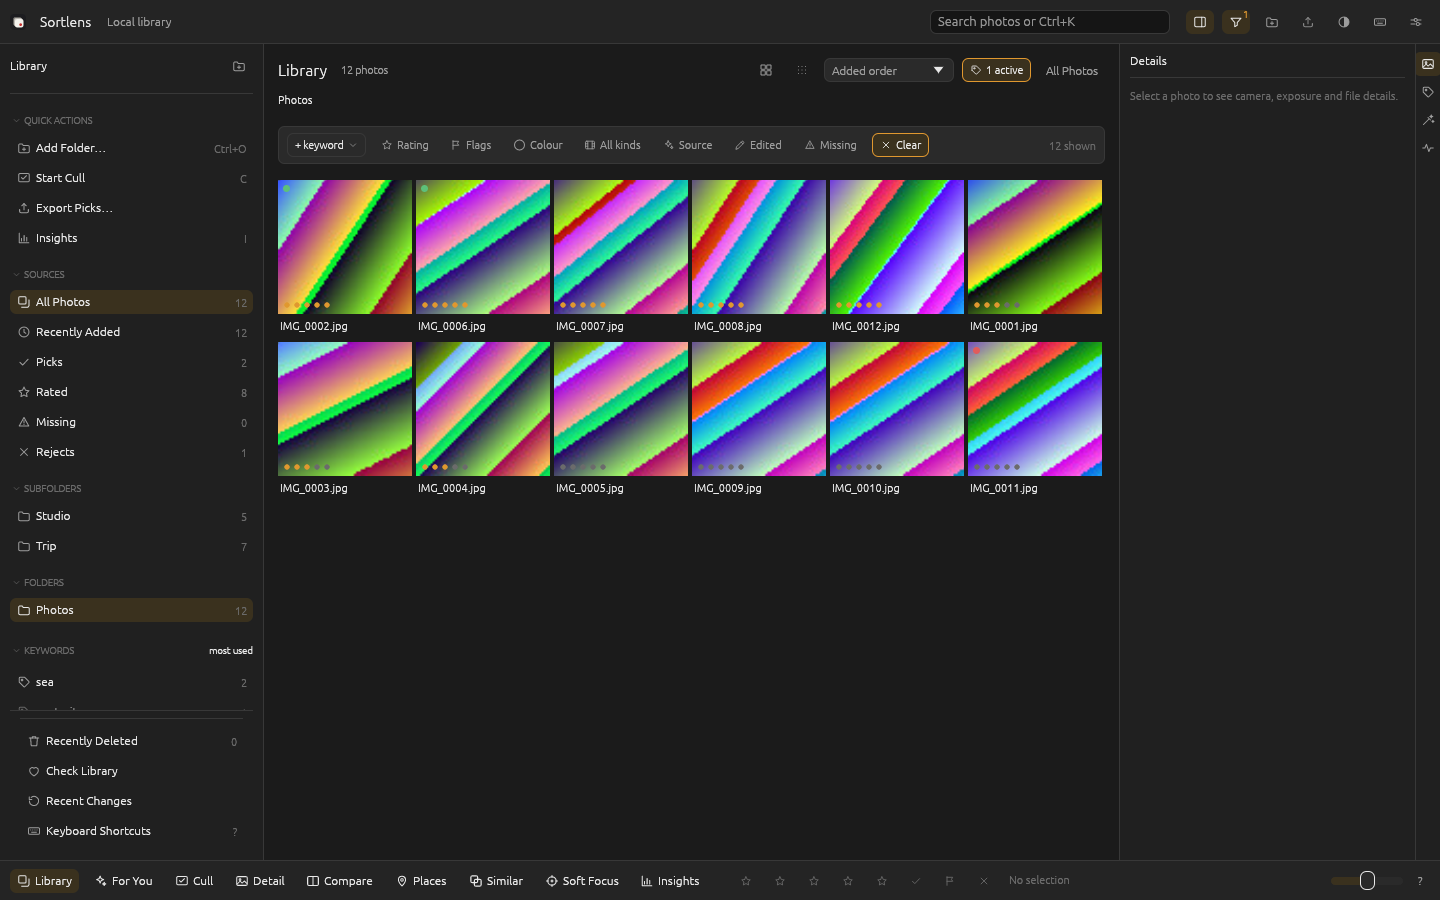 Sortlens Local library
Search photos or Ctrl+K
Library
QUICK ACTIONS
Add Folder... Ctrl+O
Start Cull C
Export Picks...
Insights I
SOURCES
All Photos 12
Recently Added 12
Picks 2
Rated 8
Missing 0
Rejects 1
SUBFOLDERS
Studio 5
Trip 7
FOLDERS
Photos 12
KEYWORDS most used
sea 2
Recently Deleted 0
Check Library
Recent Changes
Keyboard Shortcuts ?
Library 12 photos
Added order
1 active
All Photos
Photos
+ keyword Rating Flags Colour All kinds Source Edited Missing Clear 12 shown
IMG_0002.jpg IMG_0006.jpg IMG_0007.jpg IMG_0008.jpg IMG_0012.jpg IMG_0001.jpg
IMG_0003.jpg IMG_0004.jpg IMG_0005.jpg IMG_0009.jpg IMG_0010.jpg IMG_0011.jpg
Details
Select a photo to see camera, exposure and file details.
Library For You Cull Detail Compare Places Similar Soft Focus Insights No selection ?